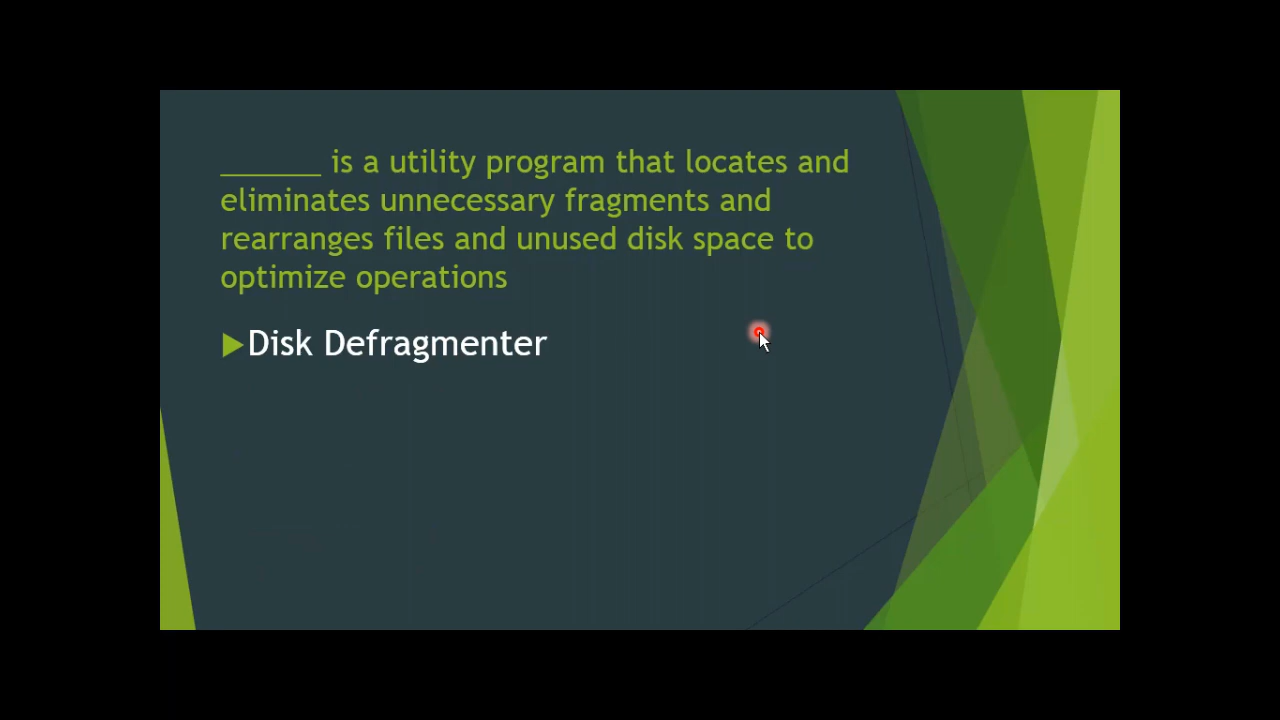 ______ is a utility program that locates and
eliminates unnecessary fragments and
rearranges files and unused disk space to
optimize operations
Disk Defragmenter